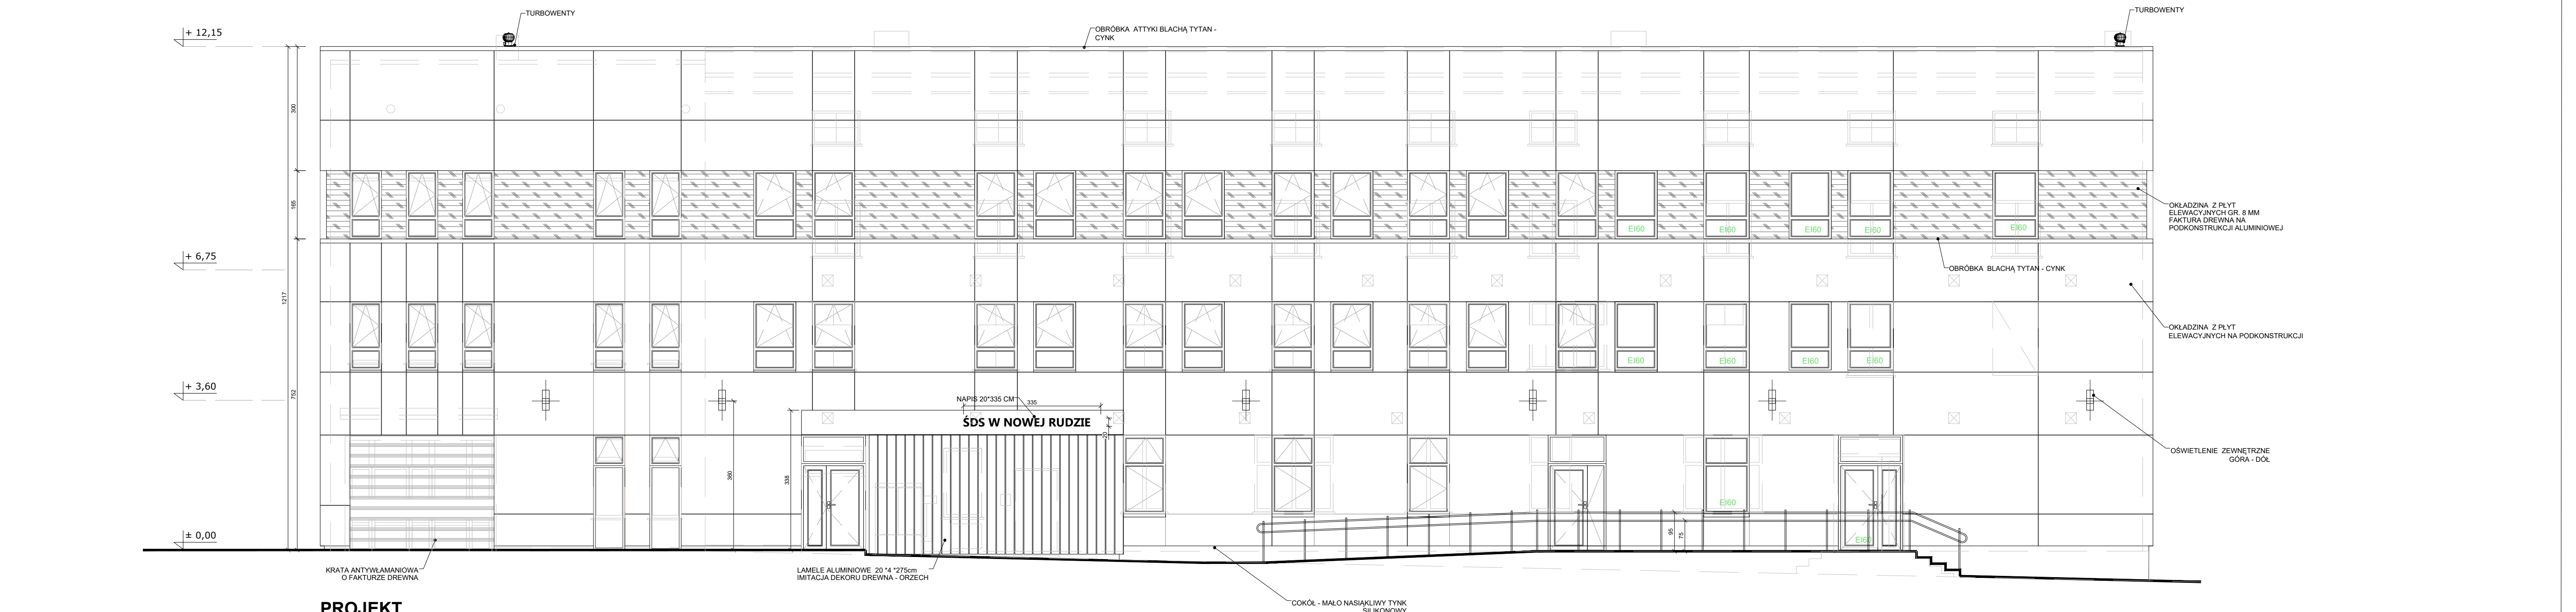 TURBOWENTY
TURBOWENTY
+ 12,15
OBRÓBKA ATTYKI BLACHĄ TYTAN -
CYNK
300
165
OKŁADZINA Z PŁYT
ELEWACYJNYCH GR. 8 MM
FAKTURA DREWNA NA
PODKONSTRUKCJI ALUMINIOWEJ
EI60
EI60
EI60
EI60
EI60
+ 6,75
OBRÓBKA BLACHĄ TYTAN - CYNK
1217
OKŁADZINA Z PŁYT
ELEWACYJNYCH NA PODKONSTRUKCJI
EI60
EI60
EI60
EI60
+ 3,60
752
NAPIS 20*335 CM
335
ŚDS W NOWEJ RUDZIE
20
OŚWIETLENIE ZEWNĘTRZNE
GÓRA - DÓŁ
360
338
EI60
95
75
± 0,00
EI60
KRATA ANTYWŁAMANIOWA
O FAKTURZE DREWNA
LAMELE ALUMINIOWE 20 *4 *275cm
IMITACJA DEKORU DREWNA - ORZECH
COKÓŁ - MAŁO NASIĄKLIWY TYNK
SILIKONOWY
PROJEKT